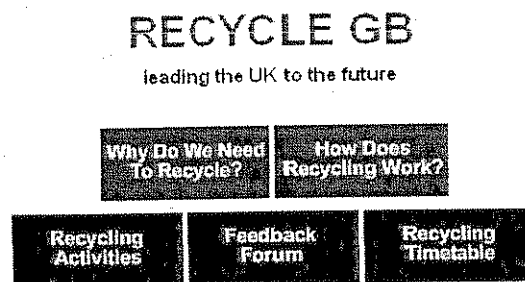 RECYCLE GB
leading the UK to the future
Why Do We Need
To Recycle?
How Does
Recycling Work?
Recycling
Activities
Feedback
Forum
Recycling
Timetable